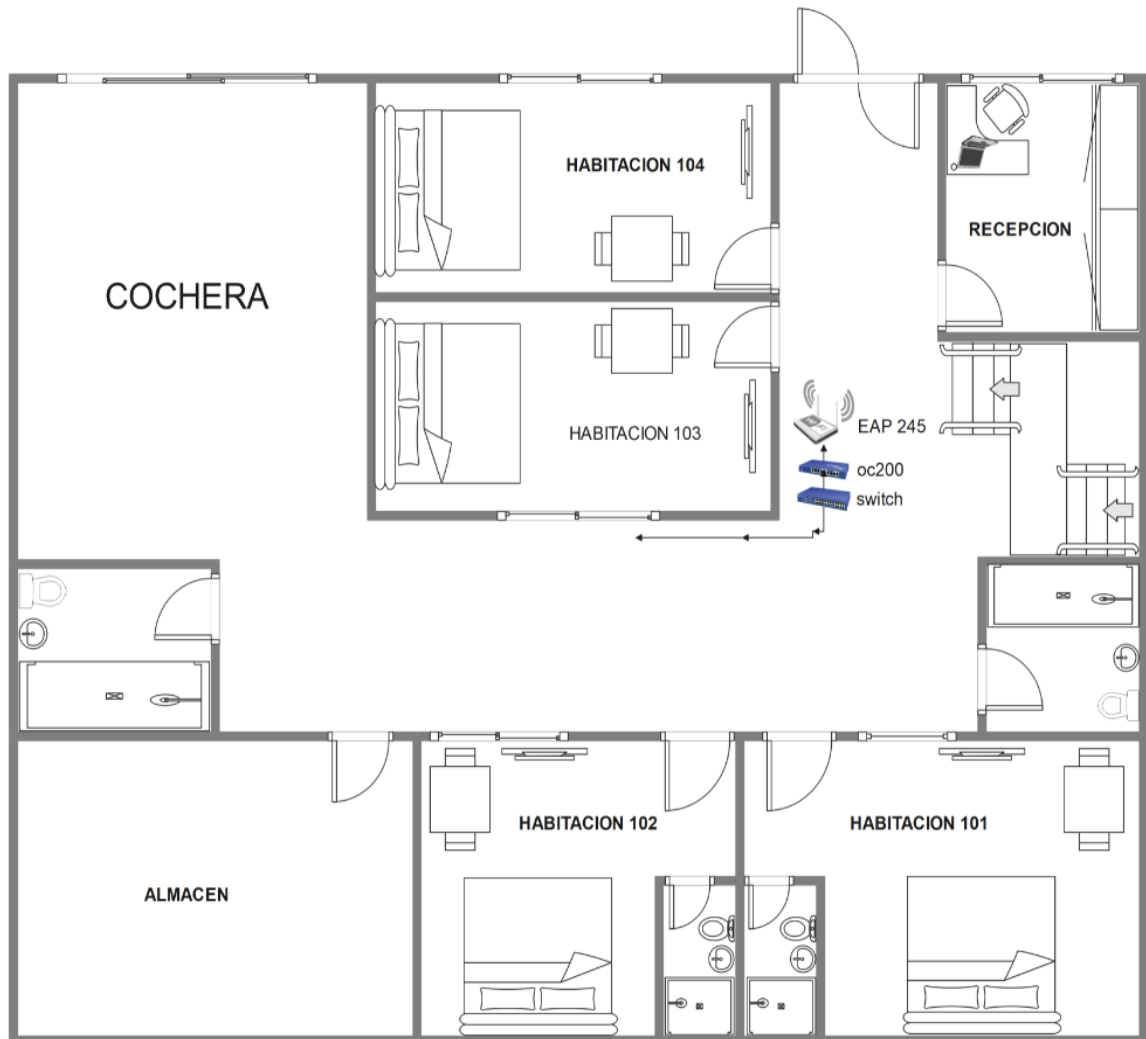 HABITACION 104
RECEPCION
COCHERA
HABITACION 103
EAP 245
oc200
switch
HABITACION 102
HABITACION 101
ALMACEN